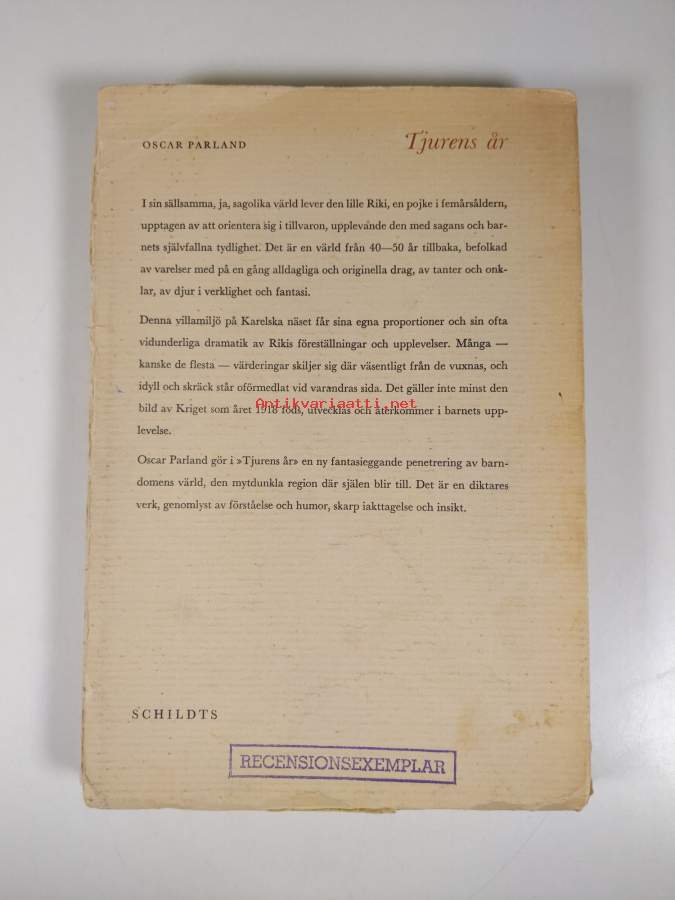 OSCAR PARLAND Tjurens år
I sin sällsamma, ja, sagolika värld lever den lille Riki, en pojke i femårsåldern,
upptagen av att orientera sig i tillvaron, upplevande den med sagans och bar-
nets självfallna tydlighet. Det är en värld från 40—50 år tillbaka, befolkad
av varelser med på en gång alldagliga och originella drag, av tanter och onk-
lar, av djur i verklighet och fantasi.
Denna villamiljö på Karelska näset får sina egna proportioner och sin ofta
vidunderliga dramatik av Rikis föreställningar och upplevelser. Många —
kanske de flesta — värderingar skiljer sig där väsentligt från de vuxnas, och
idyll och skräck står oförmedlat vid varandras sida. Det gäller inte minst den
Antikvariaatti.net
bild av Kriget som året 1918 föds, utvecklas och återkommer i barnets upp-
levelse.
Oscar Parland gör i »Tjurens år» en ny fantasieggande penetrering av barn-
domens värld, den mytdunkla region där själen blir till. Det är en diktares
verk, genomlyst av förståelse och humor, skarp iakttagelse och insikt.
SCHILDTS
RECENSIONSEXEMPLAR